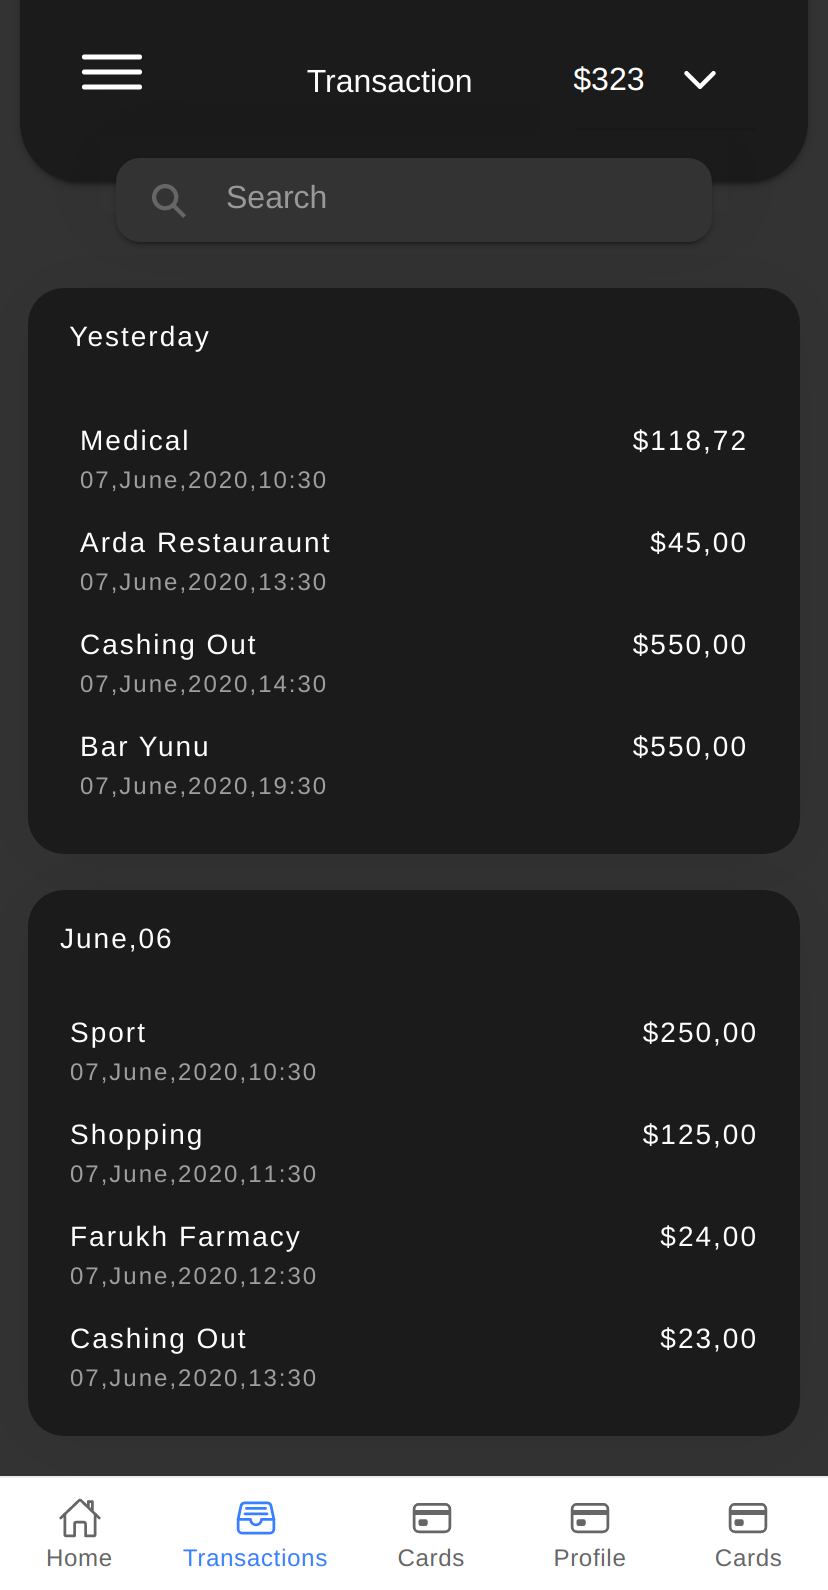 Transaction $323
Search
Yesterday
Medical $118,72
07,June,2020,10:30
Arda Restauraunt $45,00
07,June,2020,13:30
Cashing Out $550,00
07,June,2020,14:30
Bar Yunu $550,00
07,June,2020,19:30
June,06
Sport $250,00
07,June,2020,10:30
Shopping $125,00
07,June,2020,11:30
Farukh Farmacy $24,00
07,June,2020,12:30
Cashing Out $23,00
07,June,2020,13:30
Home Transactions Cards Profile Cards